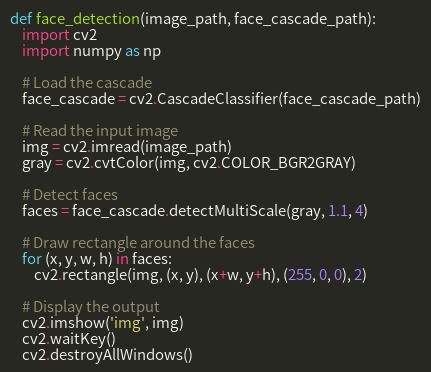 def face_detection(image_path, face_cascade_path):
import cv2
import numpy as np
# Load the cascade
face_cascade = cv2.CascadeClassifier(face_cascade_path)
# Read the input image
img = cv2.imread(image_path)
gray = cv2.cvtColor(img, cv2.COLOR_BGR2GRAY)
# Detect faces
faces = face_cascade.detectMultiScale(gray, 1.1, 4)
# Draw rectangle around the faces
for (x, y, w, h) in faces:
cv2.rectangle(img, (x, y), (x+w, y+h), (255, 0, 0), 2)
# Display the output
cv2.imshow('img', img)
cv2.waitKey()
cv2.destroyAllWindows()